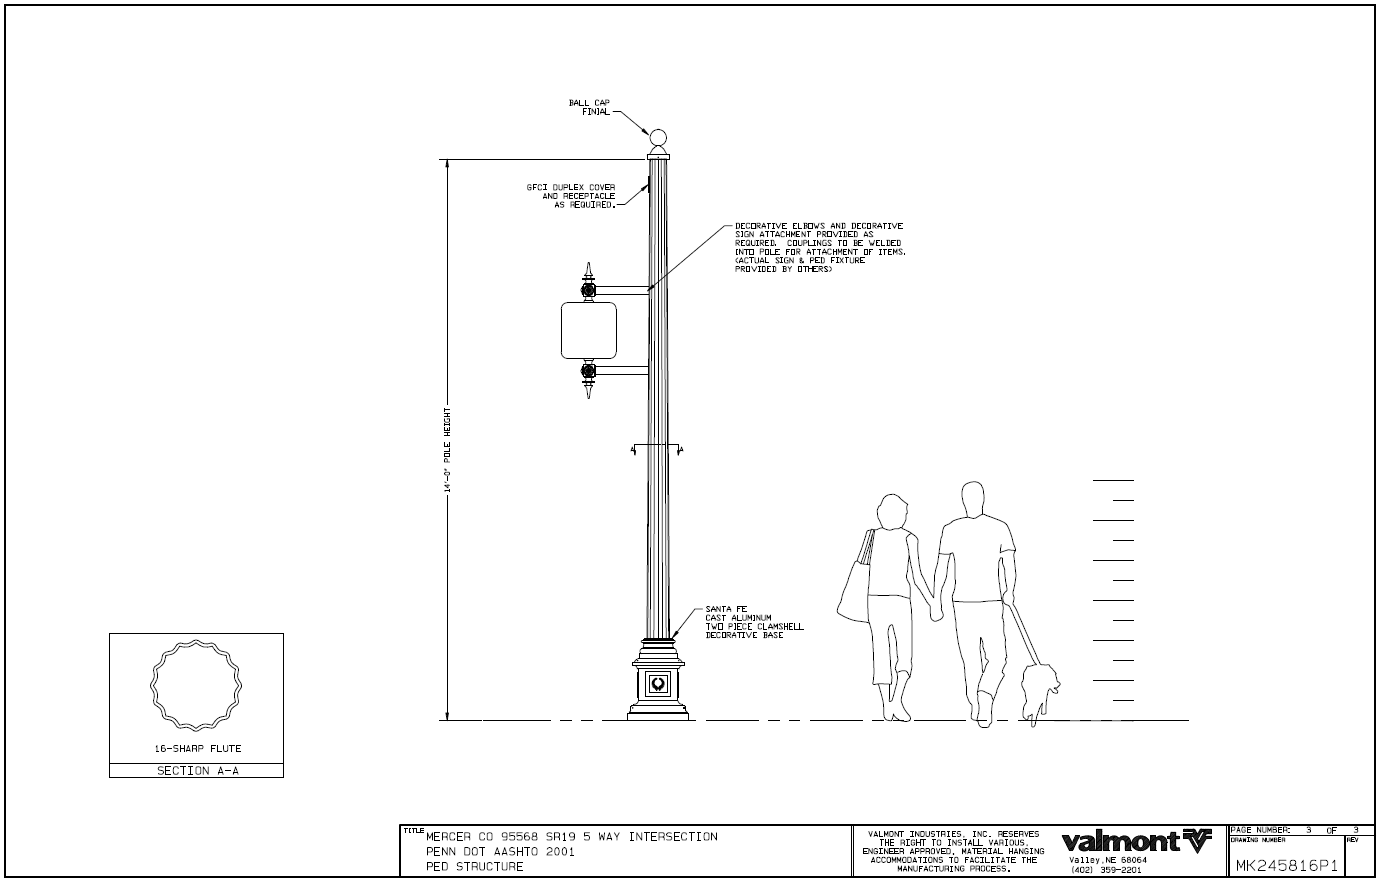 BALL CAP
FINIAL
GFCI DUPLEX COVER
AND RECEPTACLE
AS REQUIRED.
DECORATIVE ELBOWS AND DECORATIVE
SIGN ATTACHMENT PROVIDED AS
REQUIRED. COUPLINGS TO BE WELDED
INTO POLE FOR ATTACHMENT OF ITEMS.
(ACTUAL SIGN & PED FIXTURE
PROVIDED BY OTHERS)
14'-0" POLE HEIGHT
A A
SANTA FE
CAST ALUMINUM
TWO PIECE CLAMSHELL
DECORATIVE BASE
16-SHARP FLUTE
SECTION A-A
TITLE
MERCER CO 95568 SR19 5 WAY INTERSECTION
PENN DOT AASHTO 2001
PED STRUCTURE
VALMONT INDUSTRIES, INC. RESERVES
THE RIGHT TO INSTALL VARIOUS,
ENGINEER APPROVED, MATERIAL HANGING
ACCOMMODATIONS TO FACILITATE THE
MANUFACTURING PROCESS.
valmont
Valley,NE 68064
(402) 359-2201
PAGE NUMBER: 3 OF 3
DRAWING NUMBER
REV
MK245816P1